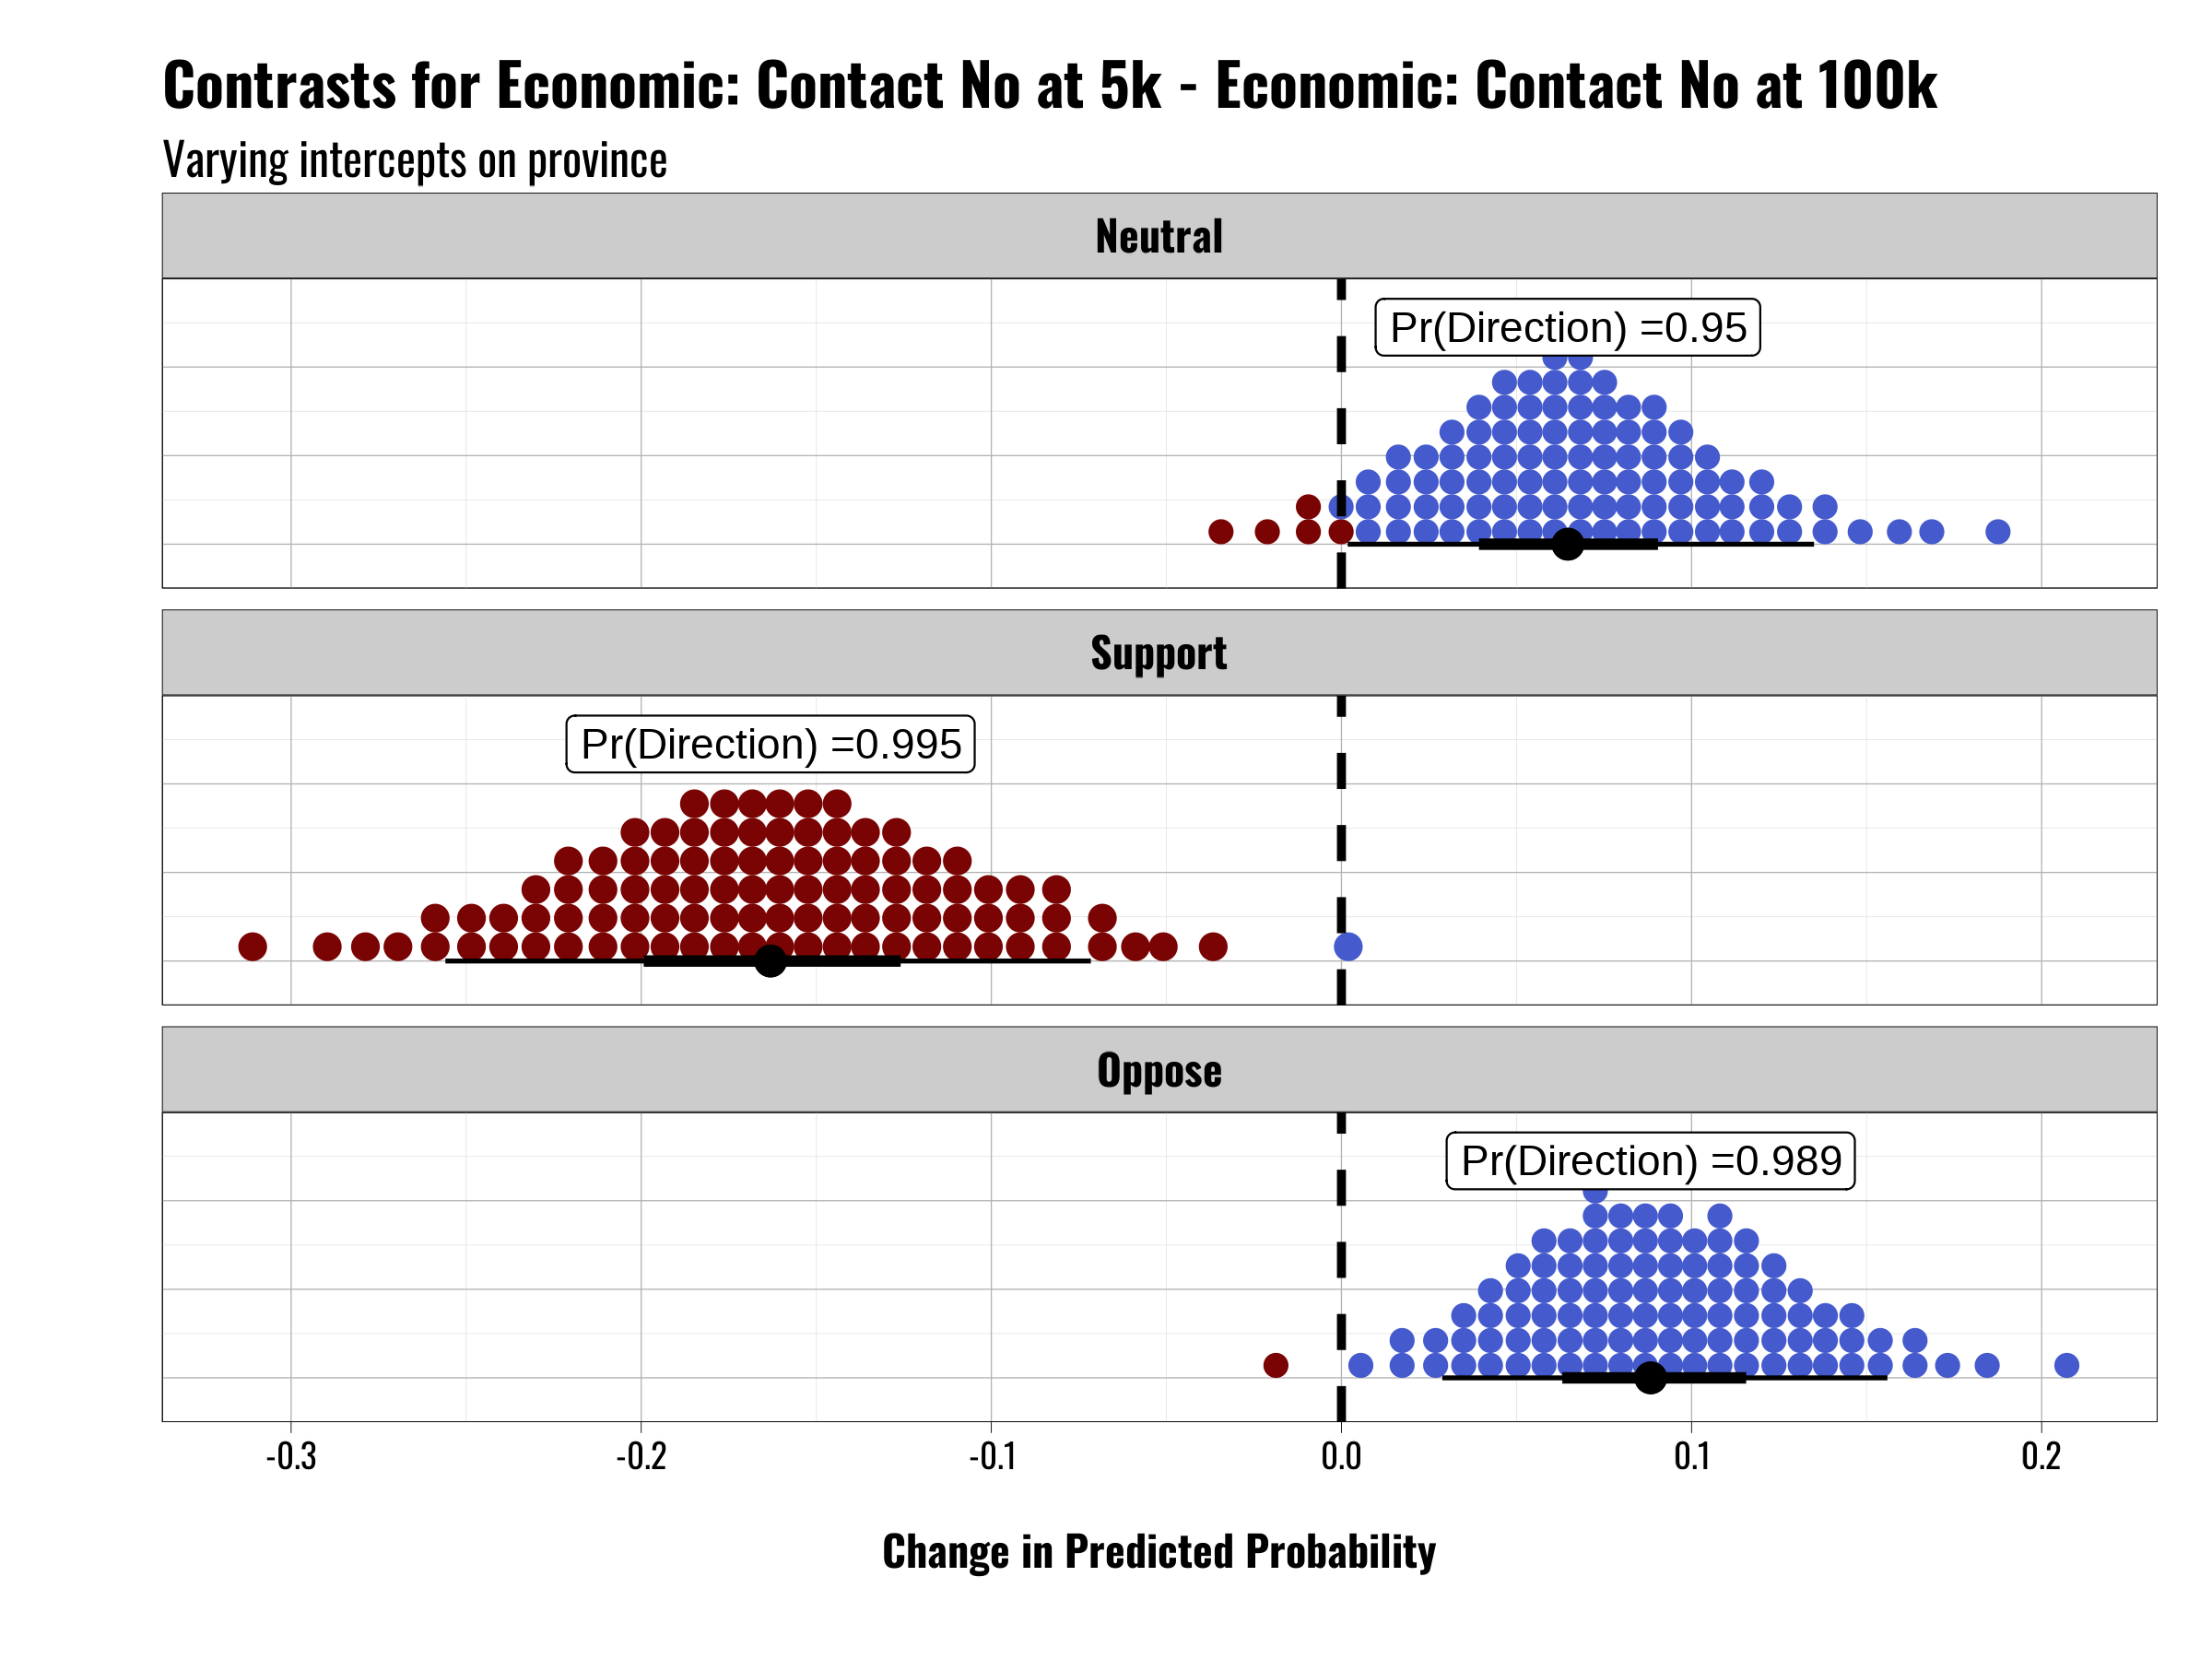 Contrasts for Economic: Contact No at 5k - Economic: Contact No at 100k
Varying intercepts on province
Neutral
Pr(Direction) =0.95
Support
Pr(Direction) =0.995
Oppose
Pr(Direction) =0.989
-0.3 -0.2 -0.1 0.0 0.1 0.2
Change in Predicted Probability